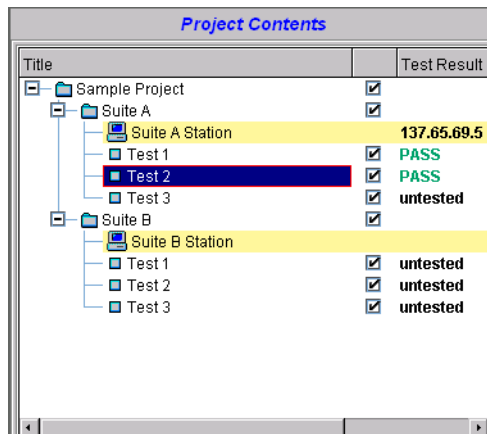 Project Contents
Title Test Result
Sample Project
Suite A
Suite A Station 137.65.69.5
Test 1 PASS
Test 2 PASS
Test 3 untested
Suite B
Suite B Station
Test 1 untested
Test 2 untested
Test 3 untested